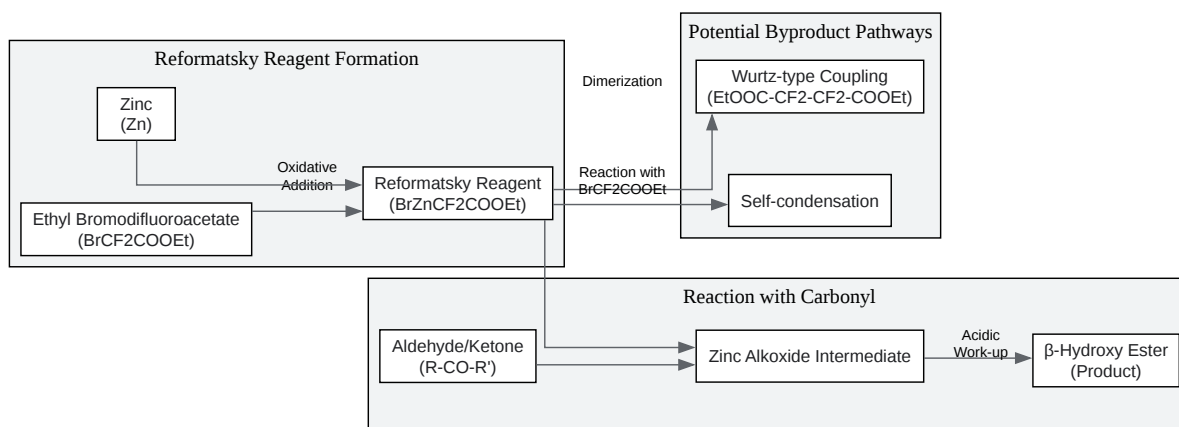 Reformatsky Reagent Formation
Zinc
(Zn)
Oxidative
Addition
Ethyl Bromodifluoroacetate
(BrCF2COOEt)
Reformatsky Reagent
(BrZnCF2COOEt)
Dimerization
Reaction with
BrCF2COOEt
Potential Byproduct Pathways
Wurtz-type Coupling
(EtOOC-CF2-CF2-COOEt)
Self-condensation
Reaction with Carbonyl
Aldehyde/Ketone
(R-CO-R')
Zinc Alkoxide Intermediate
Acidic
Work-up
β-Hydroxy Ester
(Product)